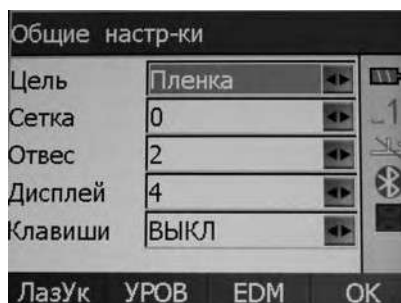 Общие настр-ки
Цель Пленка
Сетка 0
Отвес 2
Дисплей 4
Клавиши ВЫКЛ
ЛазУк УРОВ EDM OK